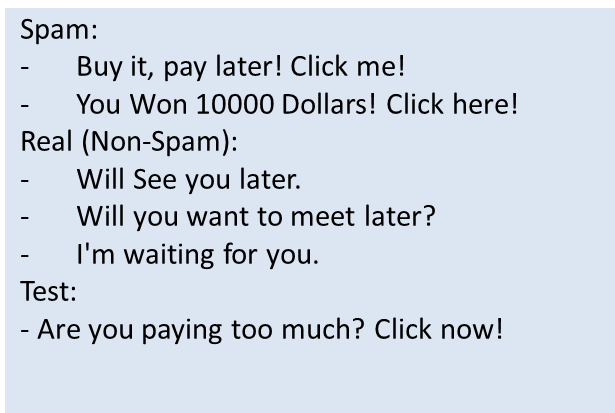 Spam:
- Buy it, pay later! Click me!
- You Won 10000 Dollars! Click here!
Real (Non-Spam):
- Will See you later.
- Will you want to meet later?
- I'm waiting for you.
Test:
- Are you paying too much? Click now!